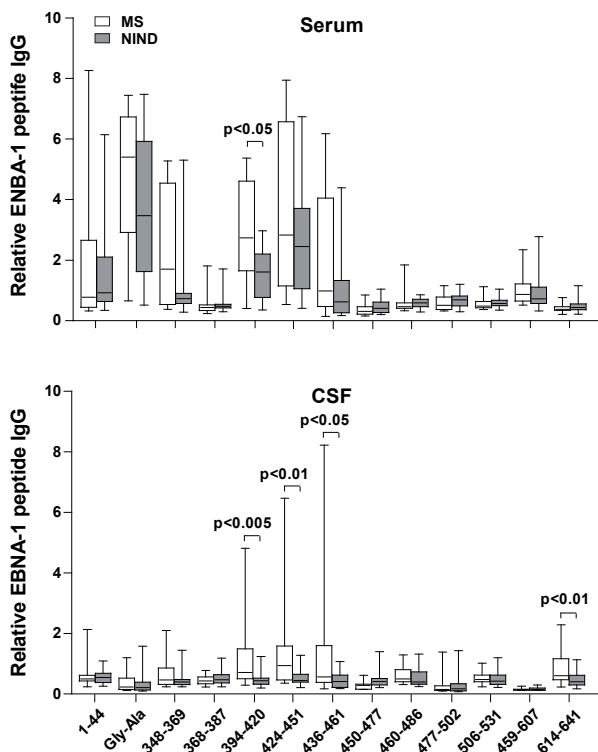 MS
NIND
Serum
Relative ENBA-1 peptife IgG
10
8
6
4
2
0
p<0.05
CSF
Relative EBNA-1 peptide IgG
10
8
6
4
2
0
p<0.005
p<0.01
p<0.05
p<0.01
1-44
Gly-Ala
348-369
368-387
394-420
424-451
436-461
450-477
460-486
477-502
506-531
459-607
614-641